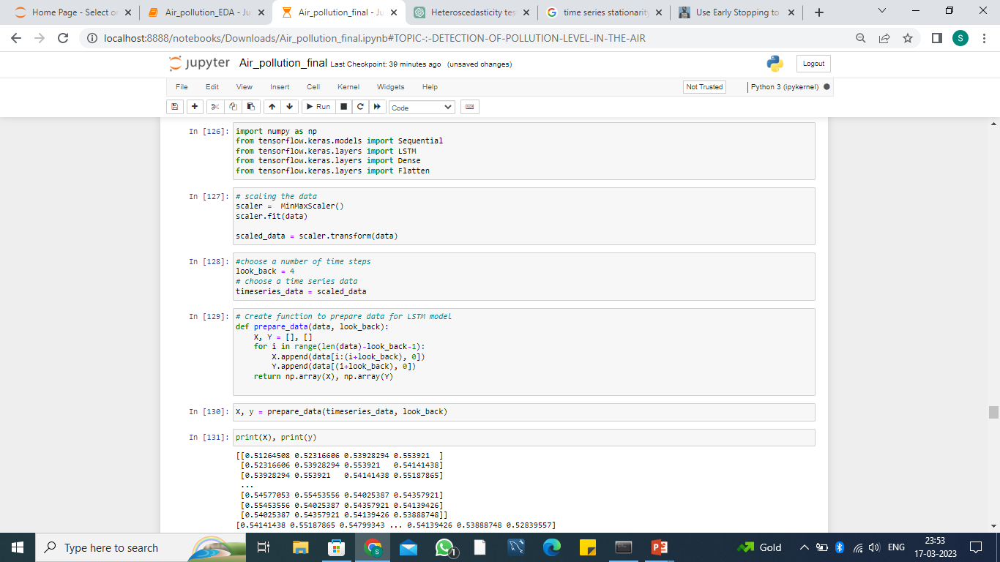 Home Page - Select or
Air_pollution_EDA - Ju
Air_pollution_final - Ju
Heteroscedasticity tes
time series stationarity
Use Early Stopping to
localhost:8888/notebooks/Downloads/Air_pollution_final.ipynb#TOPIC-:-DETECTION-OF-POLLUTION-LEVEL-IN-THE-AIR
S
jupyter Air_pollution_final Last Checkpoint: 39 minutes ago (unsaved changes)
Logout
File Edit View Insert Cell Kernel Widgets Help
Not Trusted
Python 3 (ipykernel)
Run
Code
In [126]: import numpy as np
from tensorflow.keras.models import Sequential
from tensorflow.keras.layers import LSTM
from tensorflow.keras.layers import Dense
from tensorflow.keras.layers import Flatten
In [127]: # scaling the data
scaler =  MinMaxScaler()
scaler.fit(data)
scaled_data = scaler.transform(data)
In [128]: #choose a number of time steps
look_back = 4
# choose a time series data
timeseries_data = scaled_data
In [129]: # Create function to prepare data for LSTM model
def prepare_data(data, look_back):
    X, Y = [], []
    for i in range(len(data)-look_back-1):
        X.append(data[i:(i+look_back), 0])
        Y.append(data[(i+look_back), 0])
    return np.array(X), np.array(Y)
In [130]: X, y = prepare_data(timeseries_data, look_back)
In [131]: print(X), print(y)
[[0.51264508 0.52316606 0.53928294 0.553921  ]
 [0.52316606 0.53928294 0.553921   0.54141438]
 [0.53928294 0.553921   0.54141438 0.55187865]
 ...
 [0.54577053 0.55453556 0.54025387 0.54357921]
 [0.55453556 0.54025387 0.54357921 0.54139426]
 [0.54025387 0.54357921 0.54139426 0.53888748]]
[0.54141438 0.55187865 0.54799343 ... 0.54139426 0.53888748 0.52839557]
Type here to search
1
Gold
ENG
23:53
17-03-2023